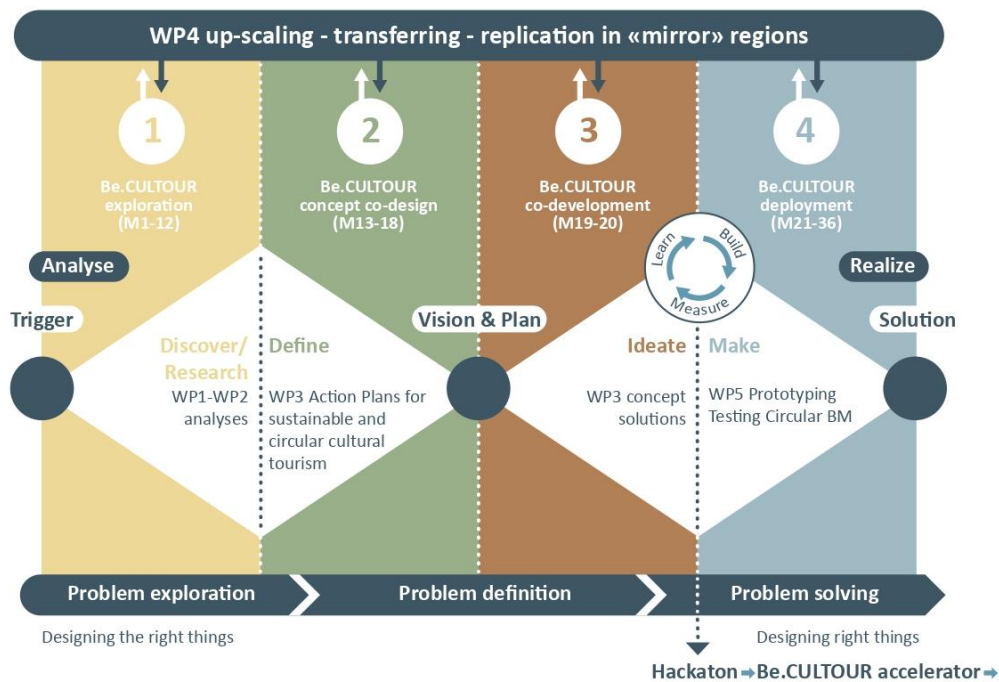 WP4 up-scaling - transferring - replication in «mirror» regions
1
2
3
4
Be.CULTOUR
exploration
(M1-12)
Be.CULTOUR
concept co-design
(M13-18)
Be.CULTOUR
co-development
(M19-20)
Be.CULTOUR
deployment
(M21-36)
Learn
Build
Measure
Analyse
Realize
Trigger
Vision & Plan
Solution
Discover/
Research
WP1-WP2
analyses
Define
WP3 Action Plans for
sustainable and
circular cultural
tourism
Ideate
WP3 concept
solutions
Make
WP5 Prototyping
Testing Circular BM
Problem exploration
Problem definition
Problem solving
Designing the right things
Designing right things
Hackaton Be.CULTOUR accelerator